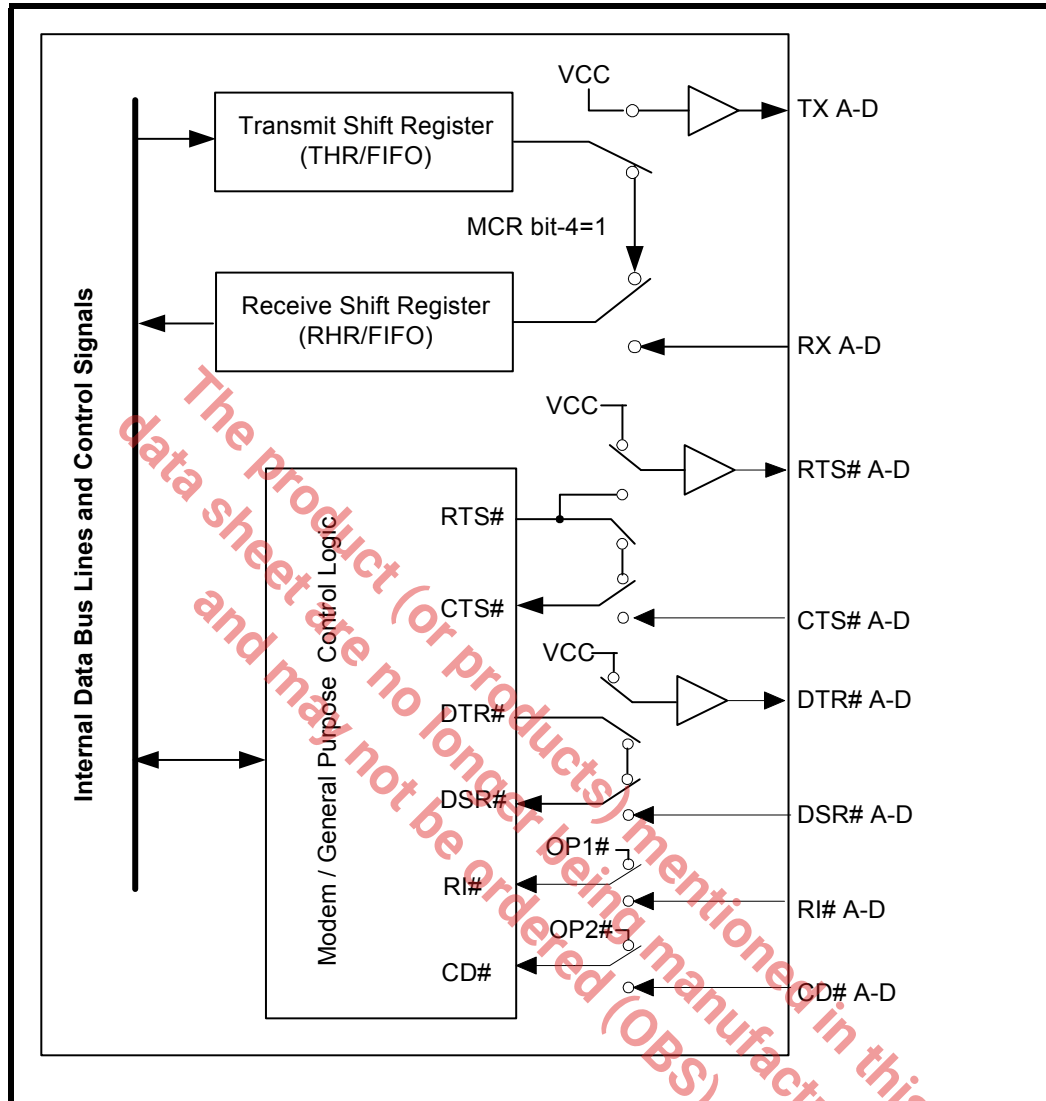 VCC
TX A-D
Transmit Shift Register
(THR/FIFO)
MCR bit-4=1
Receive Shift Register
(RHR/FIFO)
RX A-D
Internal Data Bus Lines and Control Signals
VCC
RTS# A-D
RTS#
CTS#
CTS# A-D
Modem / General Purpose Control Logic
VCC
DTR# A-D
DTR#
DSR#
DSR# A-D
OP1#
RI#
RI# A-D
OP2#
CD#
CD# A-D
The product (or products) mentioned in this
data sheet are no longer being manufactu
and may not be ordered (OBS)